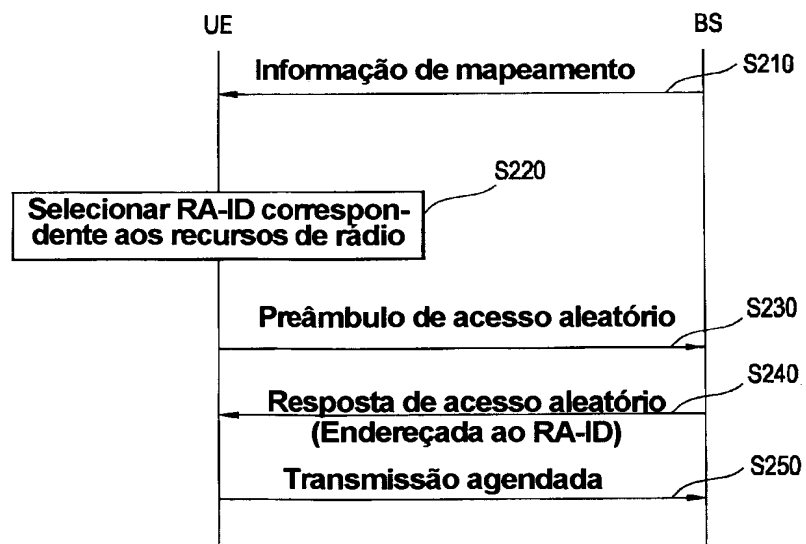 UE
BS
Informação de mapeamento
S210
S220
Selecionar RA-ID correspon-
dente aos recursos de rádio
Preâmbulo de acesso aleatório
S230
Resposta de acesso aleatório
S240
(Endereçada ao RA-ID)
Transmissão agendada
S250